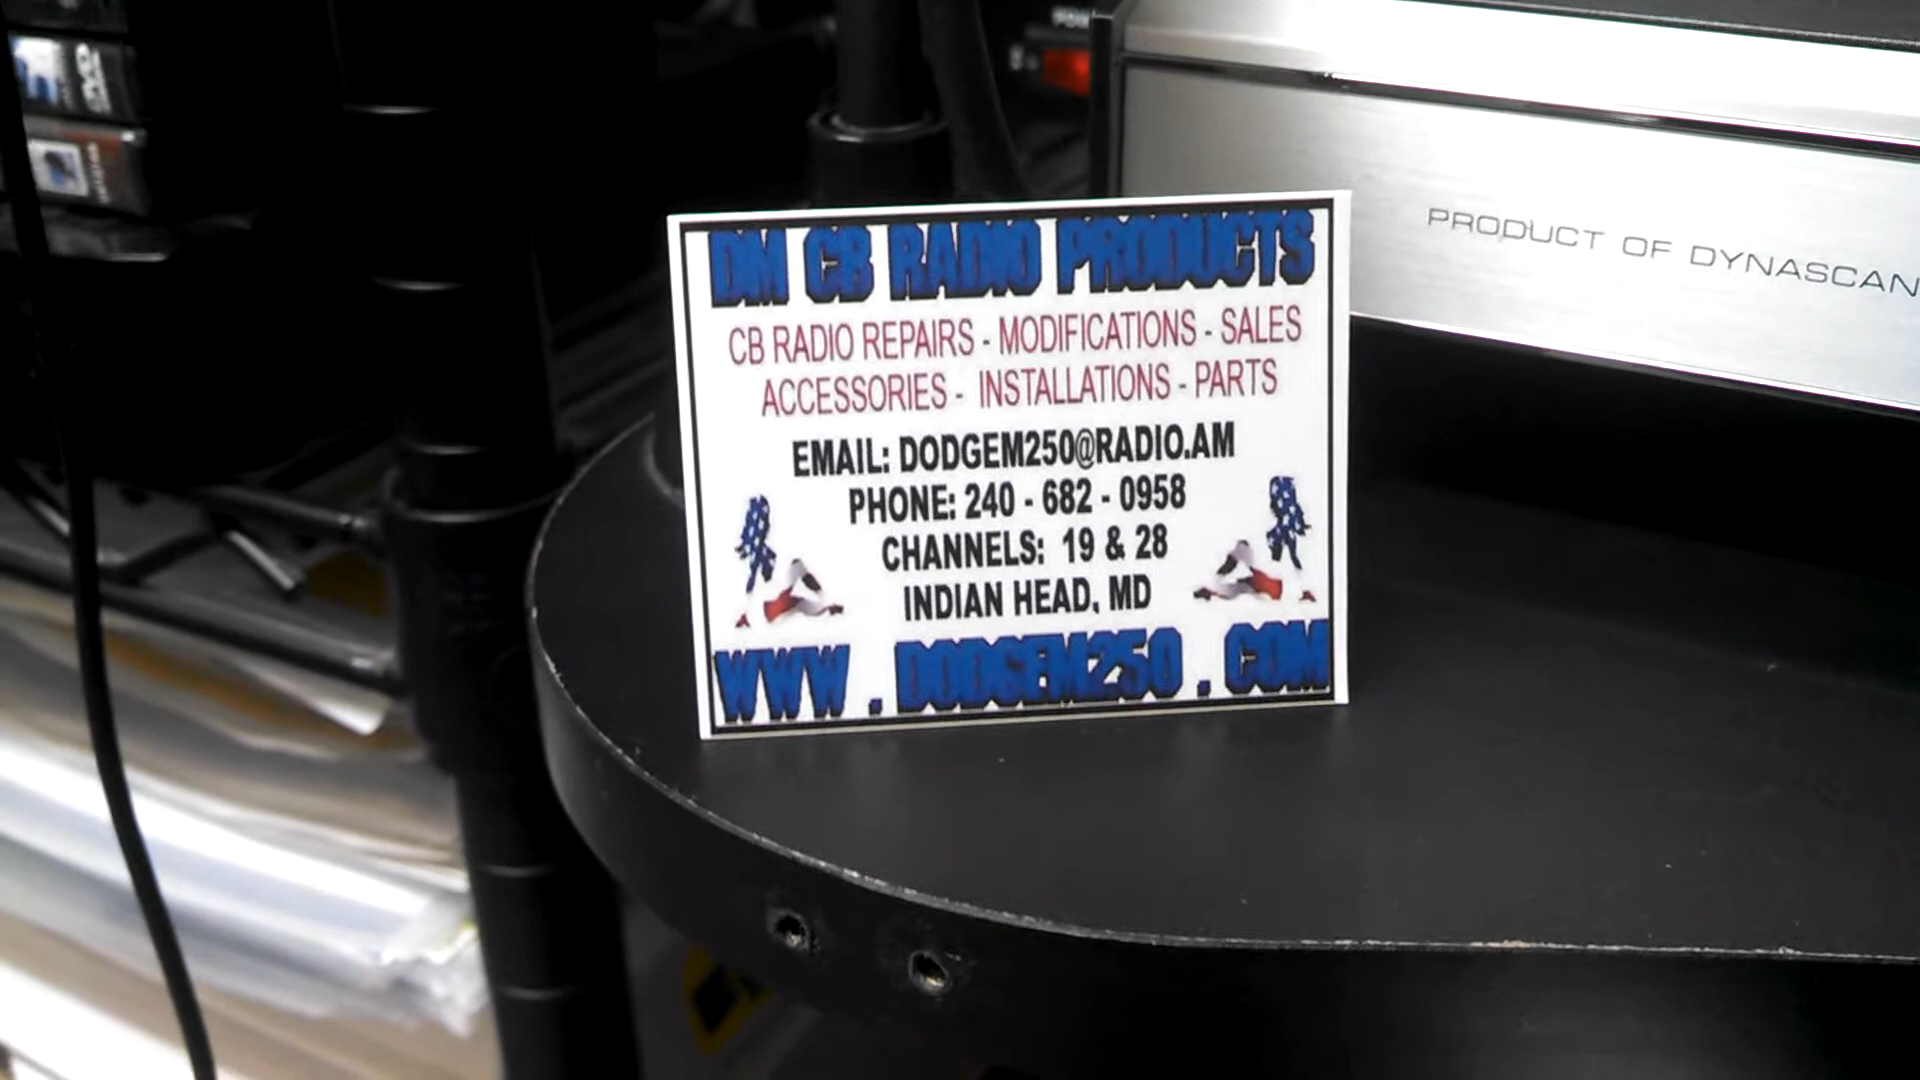 DM CB RADIO PRODUCTS
CB RADIO REPAIRS - MODIFICATIONS - SALES
ACCESSORIES - INSTALLATIONS - PARTS
EMAIL: DODGEM250@RADIO.AM
PHONE: 240 - 682 - 0958
CHANNELS: 19 & 28
INDIAN HEAD, MD
WWW . DODGEM250 . COM
PRODUCT OF DYNASCAN
DVD